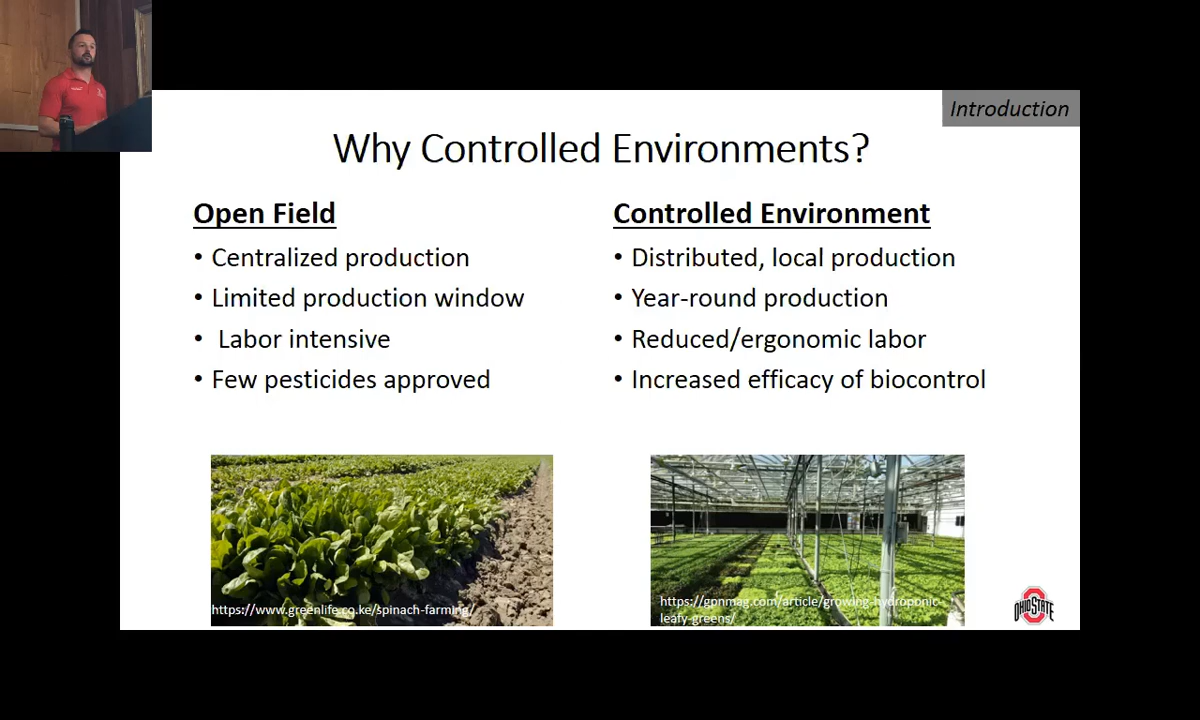 Introduction
Why Controlled Environments?
Open Field
• Centralized production
• Limited production window
• Labor intensive
• Few pesticides approved
Controlled Environment
• Distributed, local production
• Year-round production
• Reduced/ergonomic labor
• Increased efficacy of biocontrol
https://www.greenlife.co.ke/spinach-farming/
https://gpnmag.com/article/growing-hydroponic-
leafy-greens/
OHIO STATE